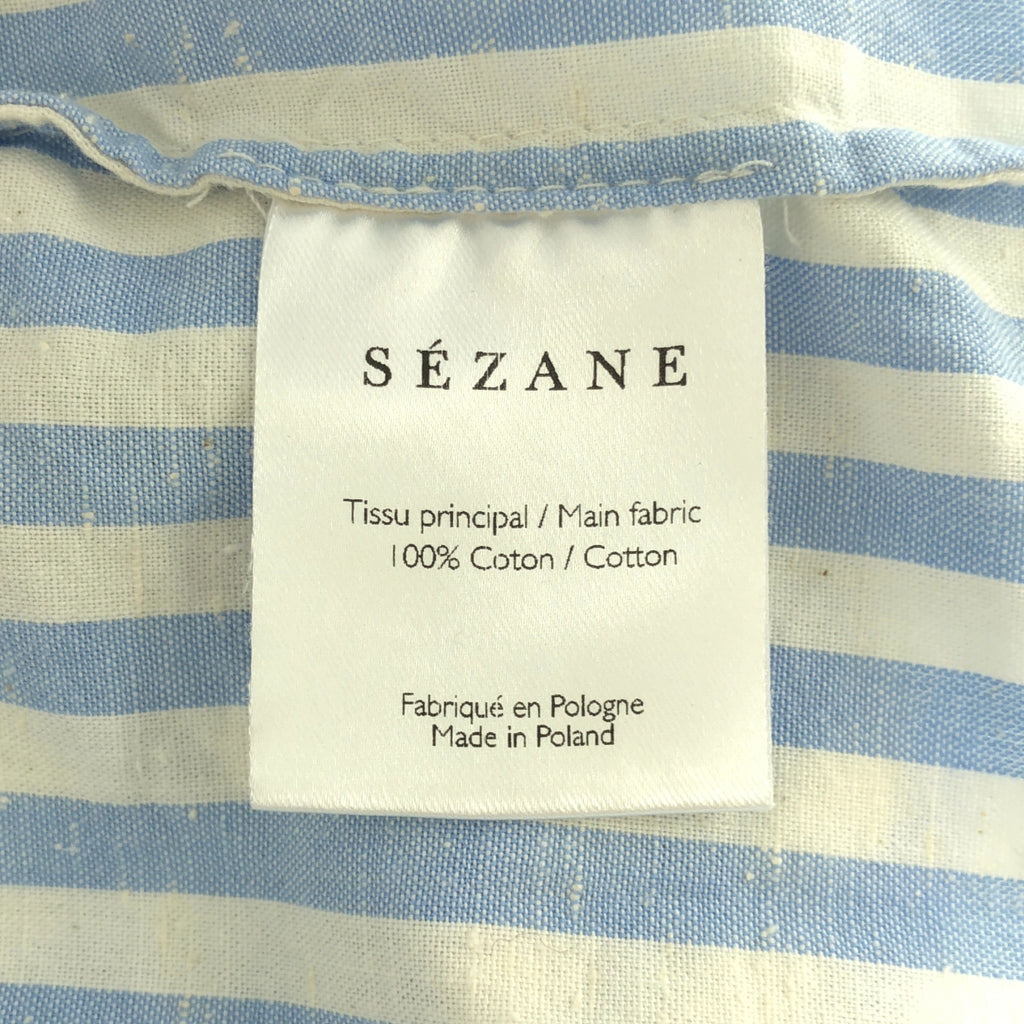 SÉZANE
Tissu principal / Main fabric
100% Coton / Cotton
Fabriqué en Pologne
Made in Poland